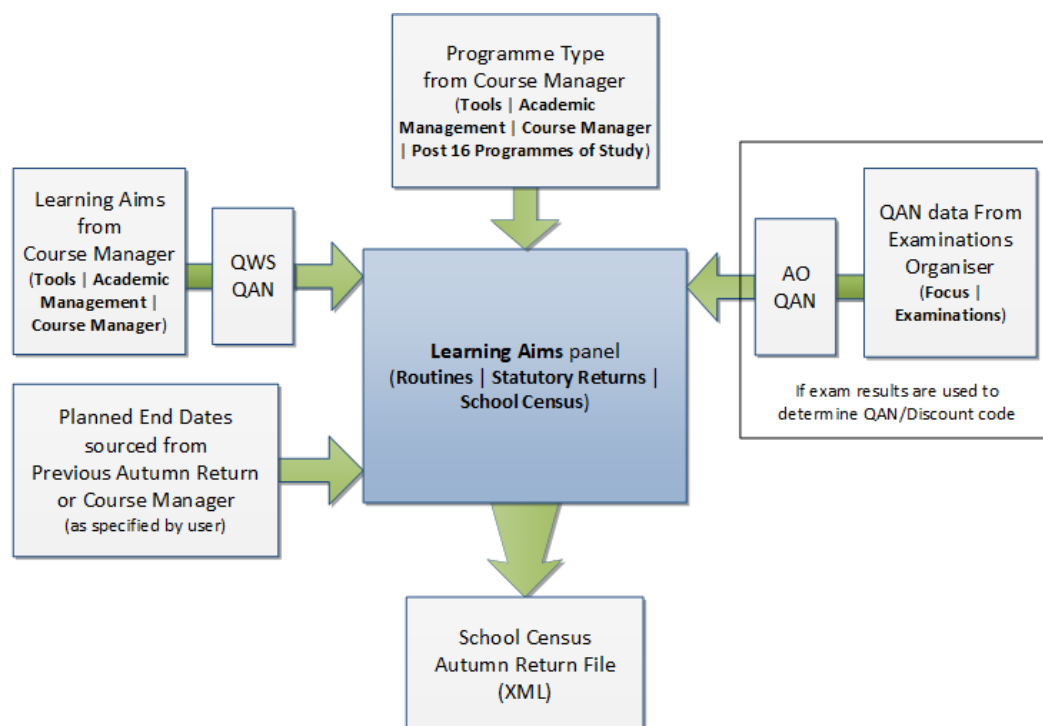 Programme Type
from Course Manager
(Tools | Academic
Management | Course Manager
| Post 16 Programmes of Study)
Learning Aims
from
Course Manager
(Tools | Academic
Management |
Course Manager)
QWS
QAN
Learning Aims panel
(Routines | Statutory Returns |
School Census)
AO
QAN
QAN data From
Examinations
Organiser
(Focus |
Examinations)
If exam results are used to
determine QAN/Discount code
Planned End Dates
sourced from
Previous Autumn Return
or Course Manager
(as specified by user)
School Census
Autumn Return File
(XML)